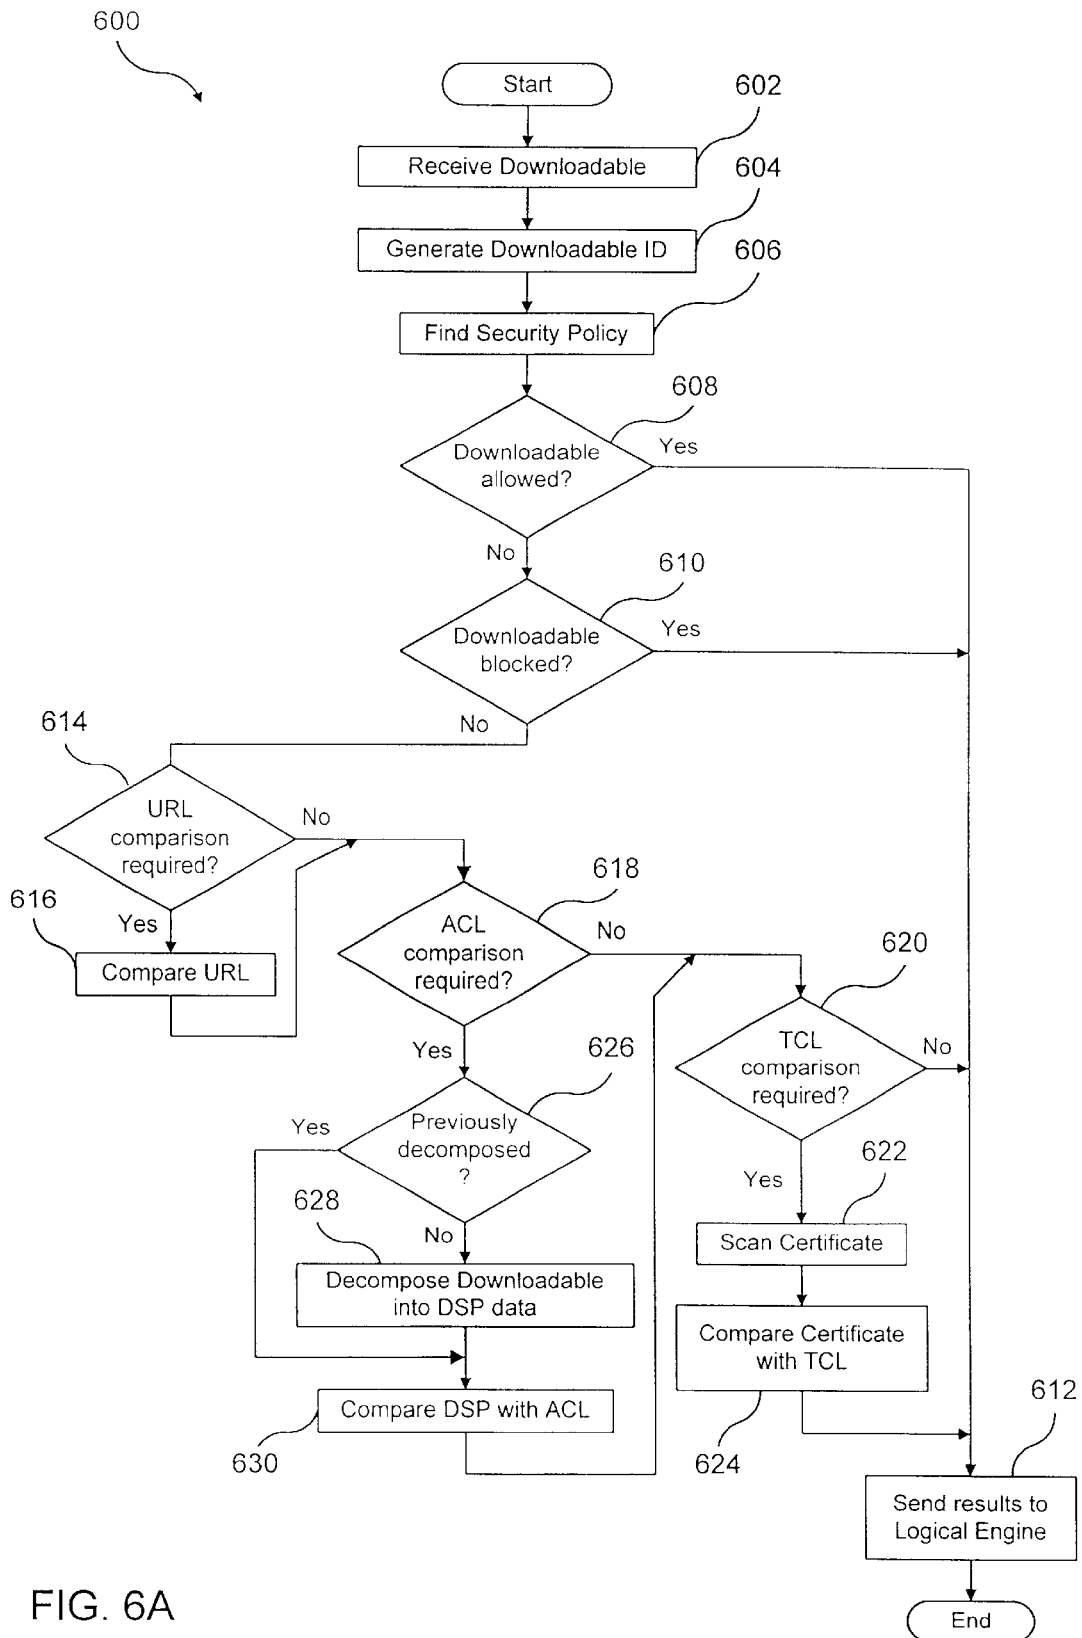 600
Start
602
Receive Downloadable
604
Generate Downloadable ID
606
Find Security Policy
608
Downloadable
allowed?
Yes
No
610
Downloadable
blocked?
Yes
No
614
URL
comparison
required?
No
Yes
616
Compare URL
618
ACL
comparison
required?
No
Yes
620
TCL
comparison
required?
No
Yes
626
Previously
decomposed
?
Yes
No
622
Scan Certificate
628
Decompose Downloadable
into DSP data
Compare Certificate
with TCL
624
Compare DSP with ACL
630
612
Send results to
Logical Engine
End
FIG. 6A